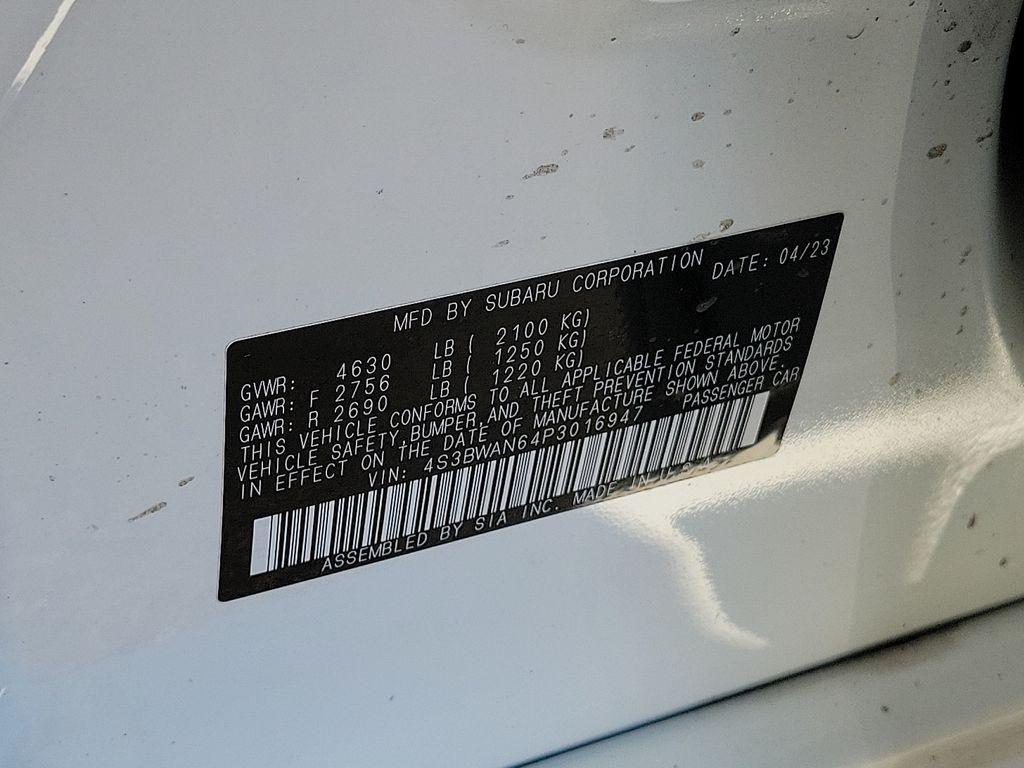 MFD BY SUBARU CORPORATION DATE: 04/23
GVWR: 4630 LB ( 2100 KG)
GAWR: F 2756 LB ( 1250 KG)
GAWR: R 2690 LB ( 1220 KG)
THIS VEHICLE CONFORMS TO ALL APPLICABLE FEDERAL MOTOR
VEHICLE SAFETY, BUMPER, AND THEFT PREVENTION STANDARDS
IN EFFECT ON THE DATE OF MANUFACTURE SHOWN ABOVE.
VIN: 4S3BWAN64P3016947 PASSENGER CAR
ASSEMBLED BY SIA INC. MADE IN U.S.A.